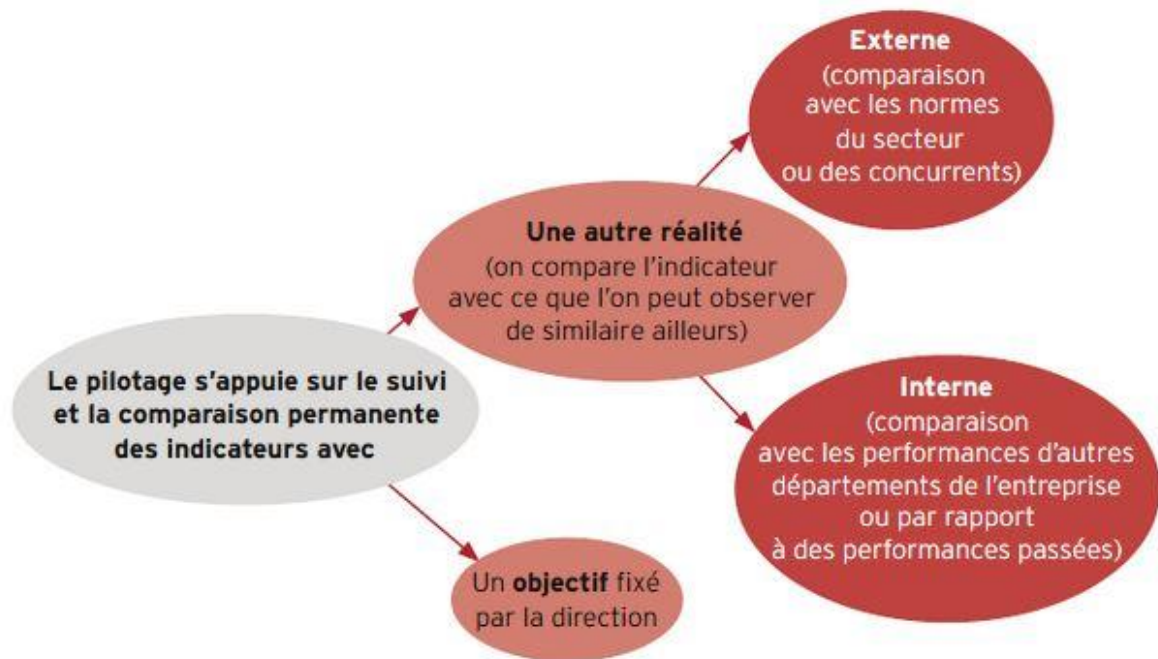 Externe
(comparaison
avec les normes
du secteur
ou des concurrents)
Une autre réalité
(on compare l'indicateur
avec ce que l'on peut observer
de similaire ailleurs)
Le pilotage s'appuie sur le suivi
et la comparaison permanente
des indicateurs avec
Interne
(comparaison
avec les performances d'autres
départements de l'entreprise
ou par rapport
à des performances passées)
Un objectif fixé
par la direction